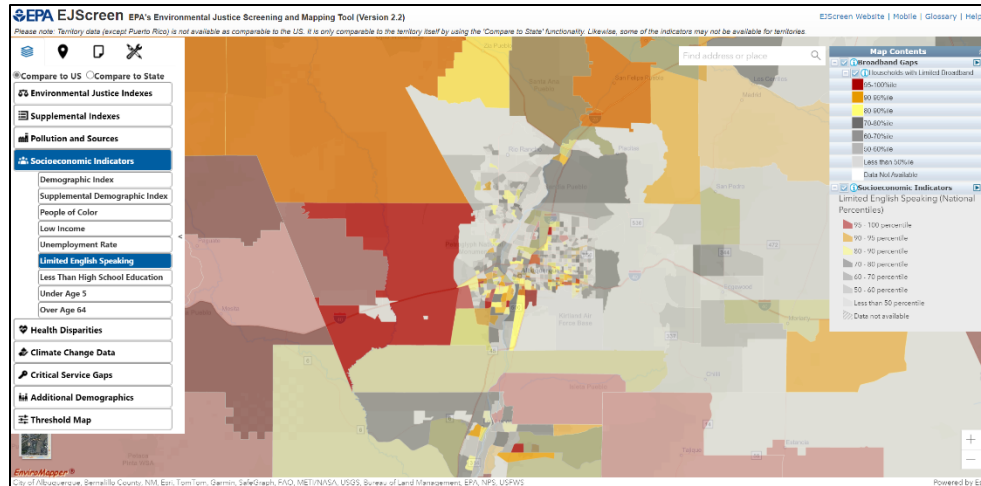 EPA EJScreen EPA's Environmental Justice Screening and Mapping Tool (Version 2.2)
EJScreen Website | Mobile | Glossary | Help
Please note: Territory data (except Puerto Rico) is not available as comparable to the US. It is only comparable to the territory itself by using the 'Compare to State' functionality. Likewise, some of the indicators may not be available for territories.
Compare to US Compare to State
Environmental Justice Indexes
Supplemental Indexes
Pollution and Sources
Socioeconomic Indicators
Demographic Index
Supplemental Demographic Index
People of Color
Low Income
Unemployment Rate
Limited English Speaking
Less Than High School Education
Under Age 5
Over Age 64
Health Disparities
Climate Change Data
Critical Service Gaps
Additional Demographics
Threshold Map
EnviroMapper ®
Find address or place
Rio Rancho
San Pedro
Kirtland Air
Force Base
Map Contents
Broadband Gaps
Households with Limited Broadband
95-100%ile
90-95%ile
80-90%ile
70-80%ile
60-70%ile
50-60%ile
Less than 50%ile
Data Not Available
Socioeconomic Indicators
Limited English Speaking (National
Percentiles)
95 - 100 percentile
90 - 95 percentile
80 - 90 percentile
70 - 80 percentile
60 - 70 percentile
50 - 60 percentile
Less than 50 percentile
Data not available
+
−
City of Albuquerque, Bernalillo County, NM, Esri, TomTom, Garmin, SafeGraph, FAO, METI/NASA, USGS, Bureau of Land Management, EPA, NPS, USFWS
Powered by Es